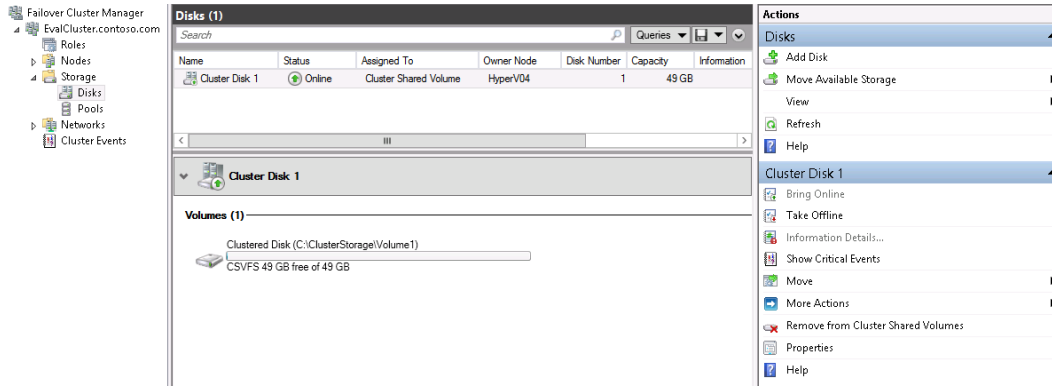 Failover Cluster Manager
EvalCluster.contoso.com
Roles
Nodes
Storage
Disks
Pools
Networks
Cluster Events
Disks (1)
Search
Queries
Name Status Assigned To Owner Node Disk Number Capacity Information
Cluster Disk 1 Online Cluster Shared Volume HyperV04 1 49 GB
Cluster Disk 1
Volumes (1)
Clustered Disk (C:\ClusterStorage\Volume1)
CSVFS 49 GB free of 49 GB
Actions
Disks
Add Disk
Move Available Storage
View
Refresh
Help
Cluster Disk 1
Bring Online
Take Offline
Information Details...
Show Critical Events
Move
More Actions
Remove from Cluster Shared Volumes
Properties
Help